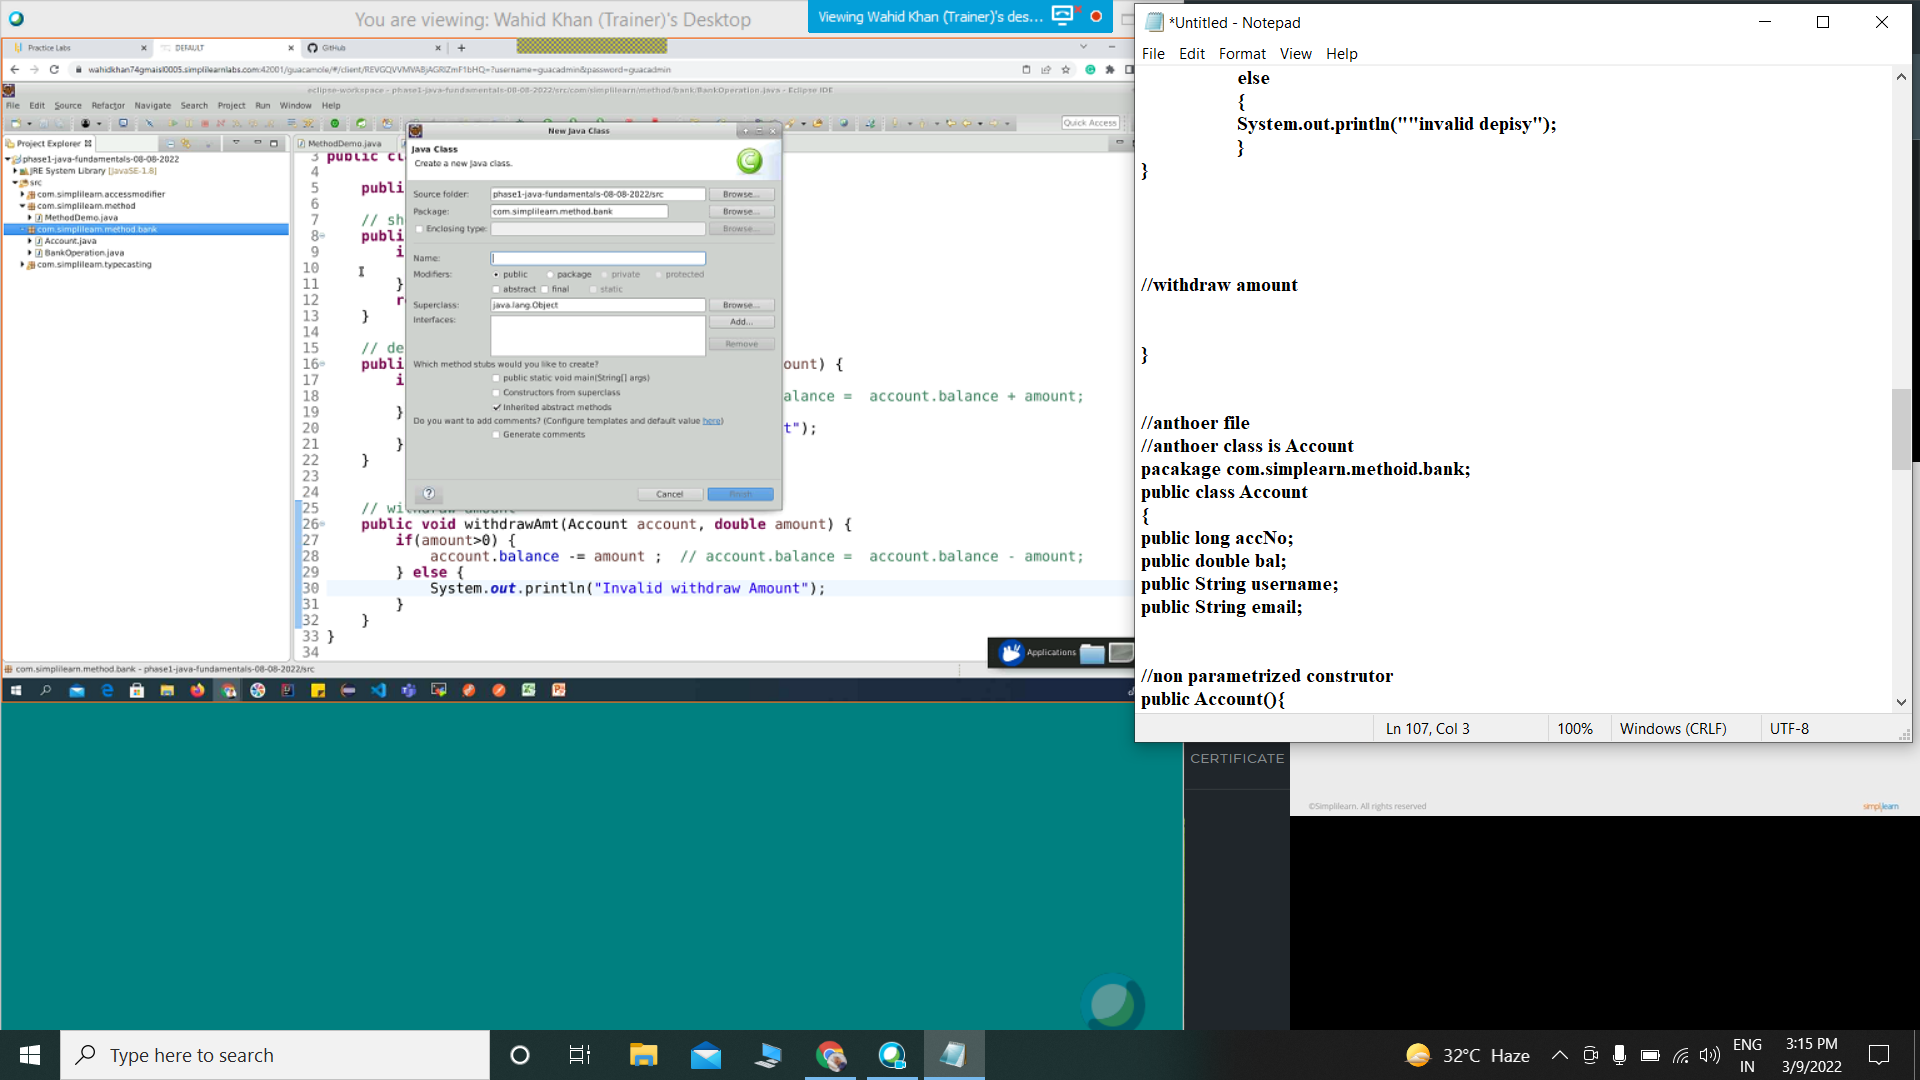 You are viewing: Wahid Khan (Trainer)'s Desktop
Viewing Wahid Khan (Trainer)'s des...
Practice Labs
DEFAULT
GitHub
eclipse-workspace - phase1-java-fundamentals-08-08-2022/src/com/simplilearn/method/bank/BankOperation.java - Eclipse IDE
File Edit Source Refactor Navigate Search Project Run Window Help
Quick Access
Project Explorer
phase1-java-fundamentals-08-08-2022
JRE System Library [JavaSE-1.8]
src
com.simplilearn.accessmodifier
com.simplilearn.method
MethodDemo.java
com.simplilearn.method.bank
Account.java
BankOperation.java
com.simplilearn.typecasting
MethodDemo.java
3 public cl
4
5 publi
6
7 // sh
8 publi
9 i
10
11 }
12 re
13 }
14
15 // de
16 publi ount) {
17 i
18 alance = account.balance + amount;
19 }
20 t");
21 }
22 }
23
24
25 // withdraw amount
26 public void withdrawAmt(Account account, double amount) {
27 if(amount>0) {
28 account.balance -= amount ; // account.balance = account.balance - amount;
29 } else {
30 System.out.println("Invalid withdraw Amount");
31 }
32 }
33 }
34
New Java Class
Java Class
Create a new Java class.
Source folder: phase1-java-fundamentals-08-08-2022/src Browse...
Package: com.simplilearn.method.bank Browse...
Enclosing type: Browse...
Name:
Modifiers: public package private protected
abstract final static
Superclass: java.lang.Object Browse...
Interfaces: Add...
Remove
Which method stubs would you like to create?
public static void main(String[] args)
Constructors from superclass
Inherited abstract methods
Do you want to add comments? (Configure templates and default value here)
Generate comments
? Cancel Finish
Applications
com.simplilearn.method.bank - phase1-java-fundamentals-08-08-2022/src
*Untitled - Notepad
File Edit Format View Help
else
{
System.out.println(""invalid depisy");
}
}
//withdraw amount
}
//anthoer file
//anthoer class is Account
pacakage com.simplearn.methoid.bank;
public class Account
{
public long accNo;
public double bal;
public String username;
public String email;
//non parametrized construtor
public Account(){
Ln 107, Col 3 100% Windows (CRLF) UTF-8
CERTIFICATE
©Simplilearn. All rights reserved
simplilearn
Type here to search
32°C Haze
ENG
IN
3:15 PM
3/9/2022